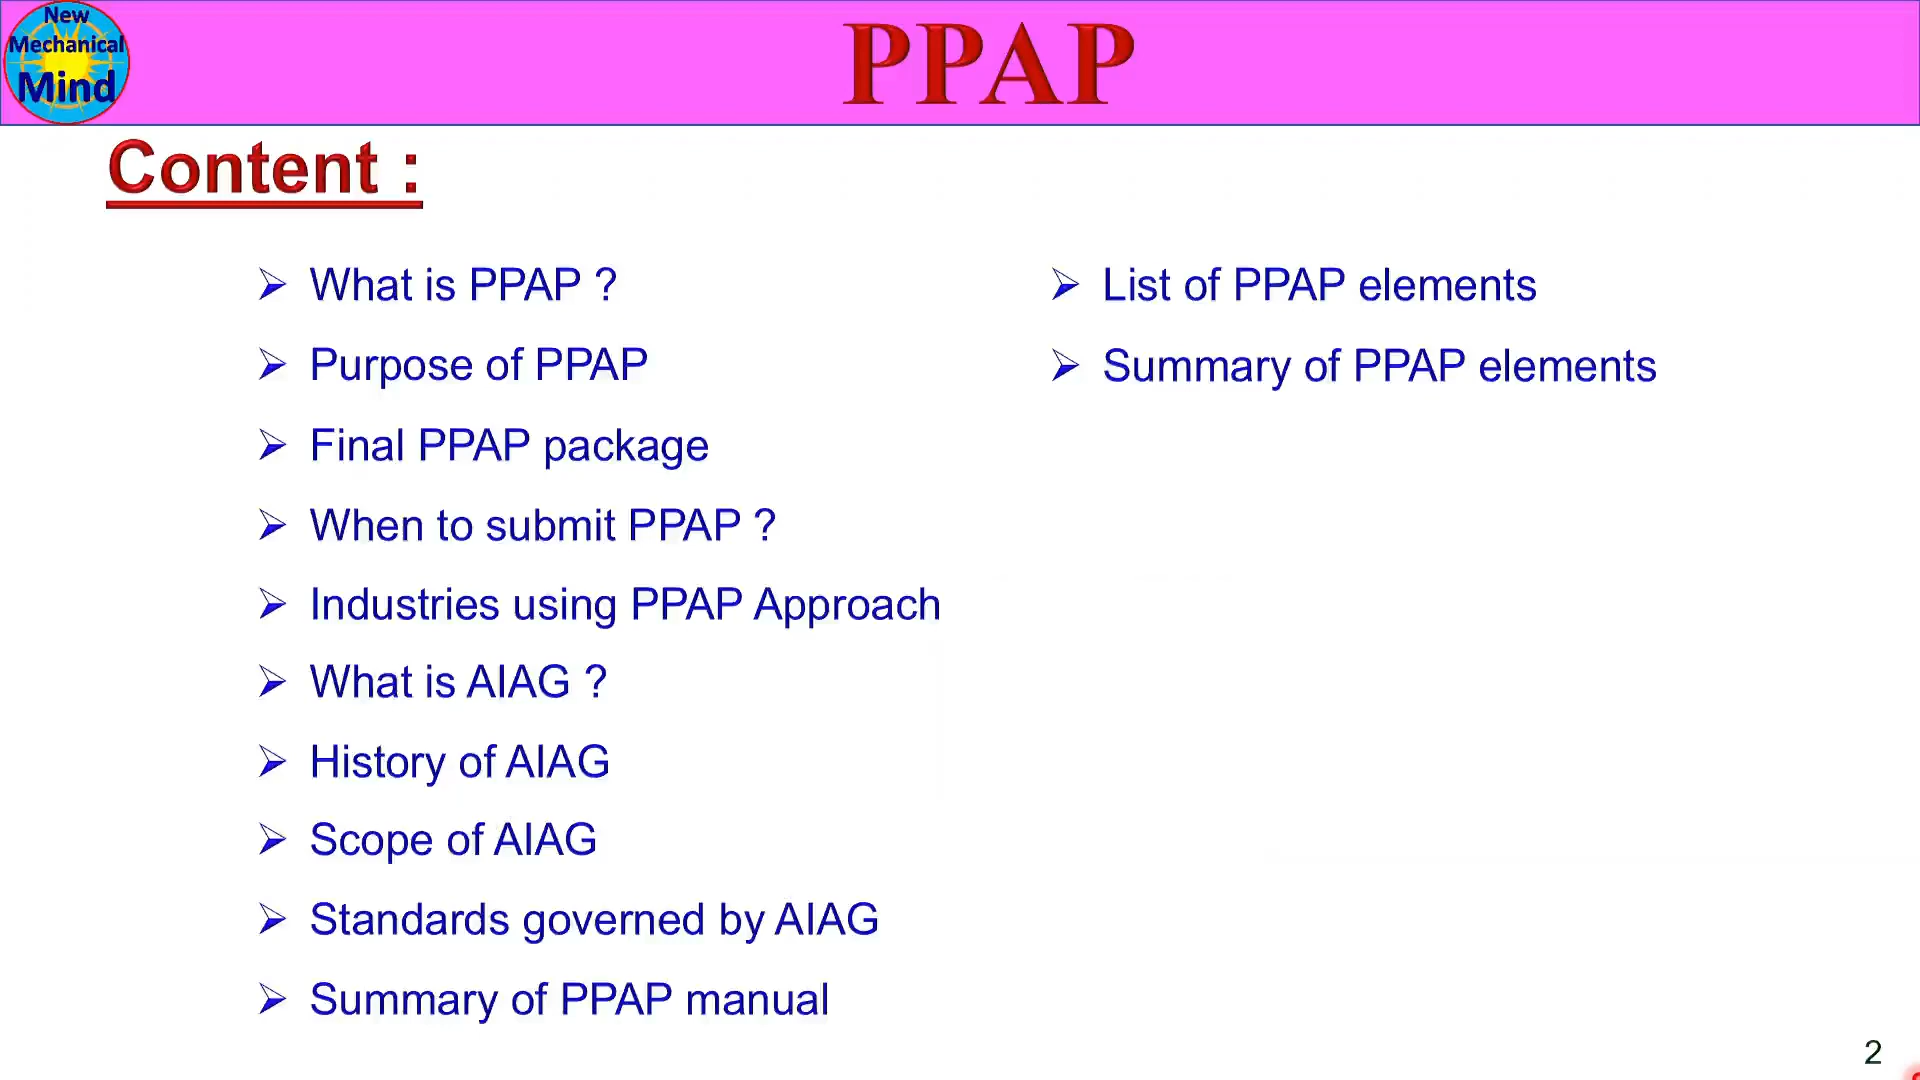 New
Mechanical
Mind
PPAP
Content :
What is PPAP ?
Purpose of PPAP
Final PPAP package
When to submit PPAP ?
Industries using PPAP Approach
What is AIAG ?
History of AIAG
Scope of AIAG
Standards governed by AIAG
Summary of PPAP manual
List of PPAP elements
Summary of PPAP elements
2